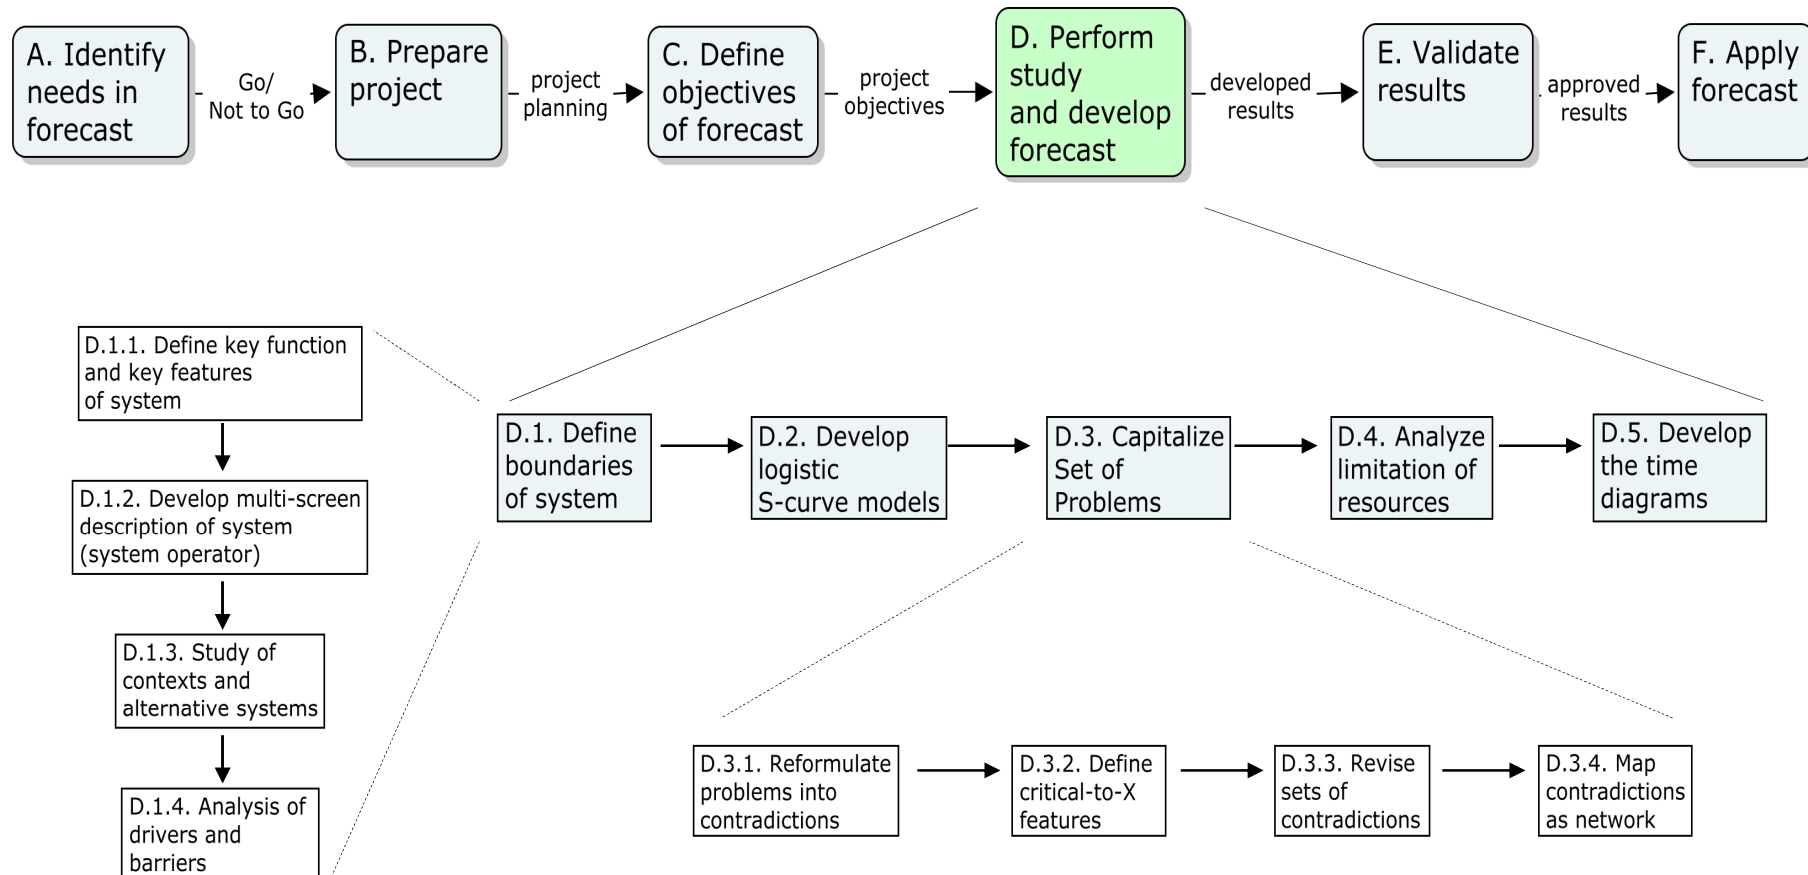 A. Identify
needs in
forecast
Go/
Not to Go
B. Prepare
project
project
planning
C. Define
objectives
of forecast
project
objectives
D. Perform
study
and develop
forecast
developed
results
E. Validate
results
approved
results
F. Apply
forecast
D.1.1. Define key function
and key features
of system
D.1.2. Develop multi-screen
description of system
(system operator)
D.1.3. Study of
contexts and
alternative systems
D.1.4. Analysis of
drivers and
barriers
D.1. Define
boundaries
of system
D.2. Develop
logistic
S-curve models
D.3. Capitalize
Set of
Problems
D.4. Analyze
limitation of
resources
D.5. Develop
the time
diagrams
D.3.1. Reformulate
problems into
contradictions
D.3.2. Define
critical-to-X
features
D.3.3. Revise
sets of
contradictions
D.3.4. Map
contradictions
as network